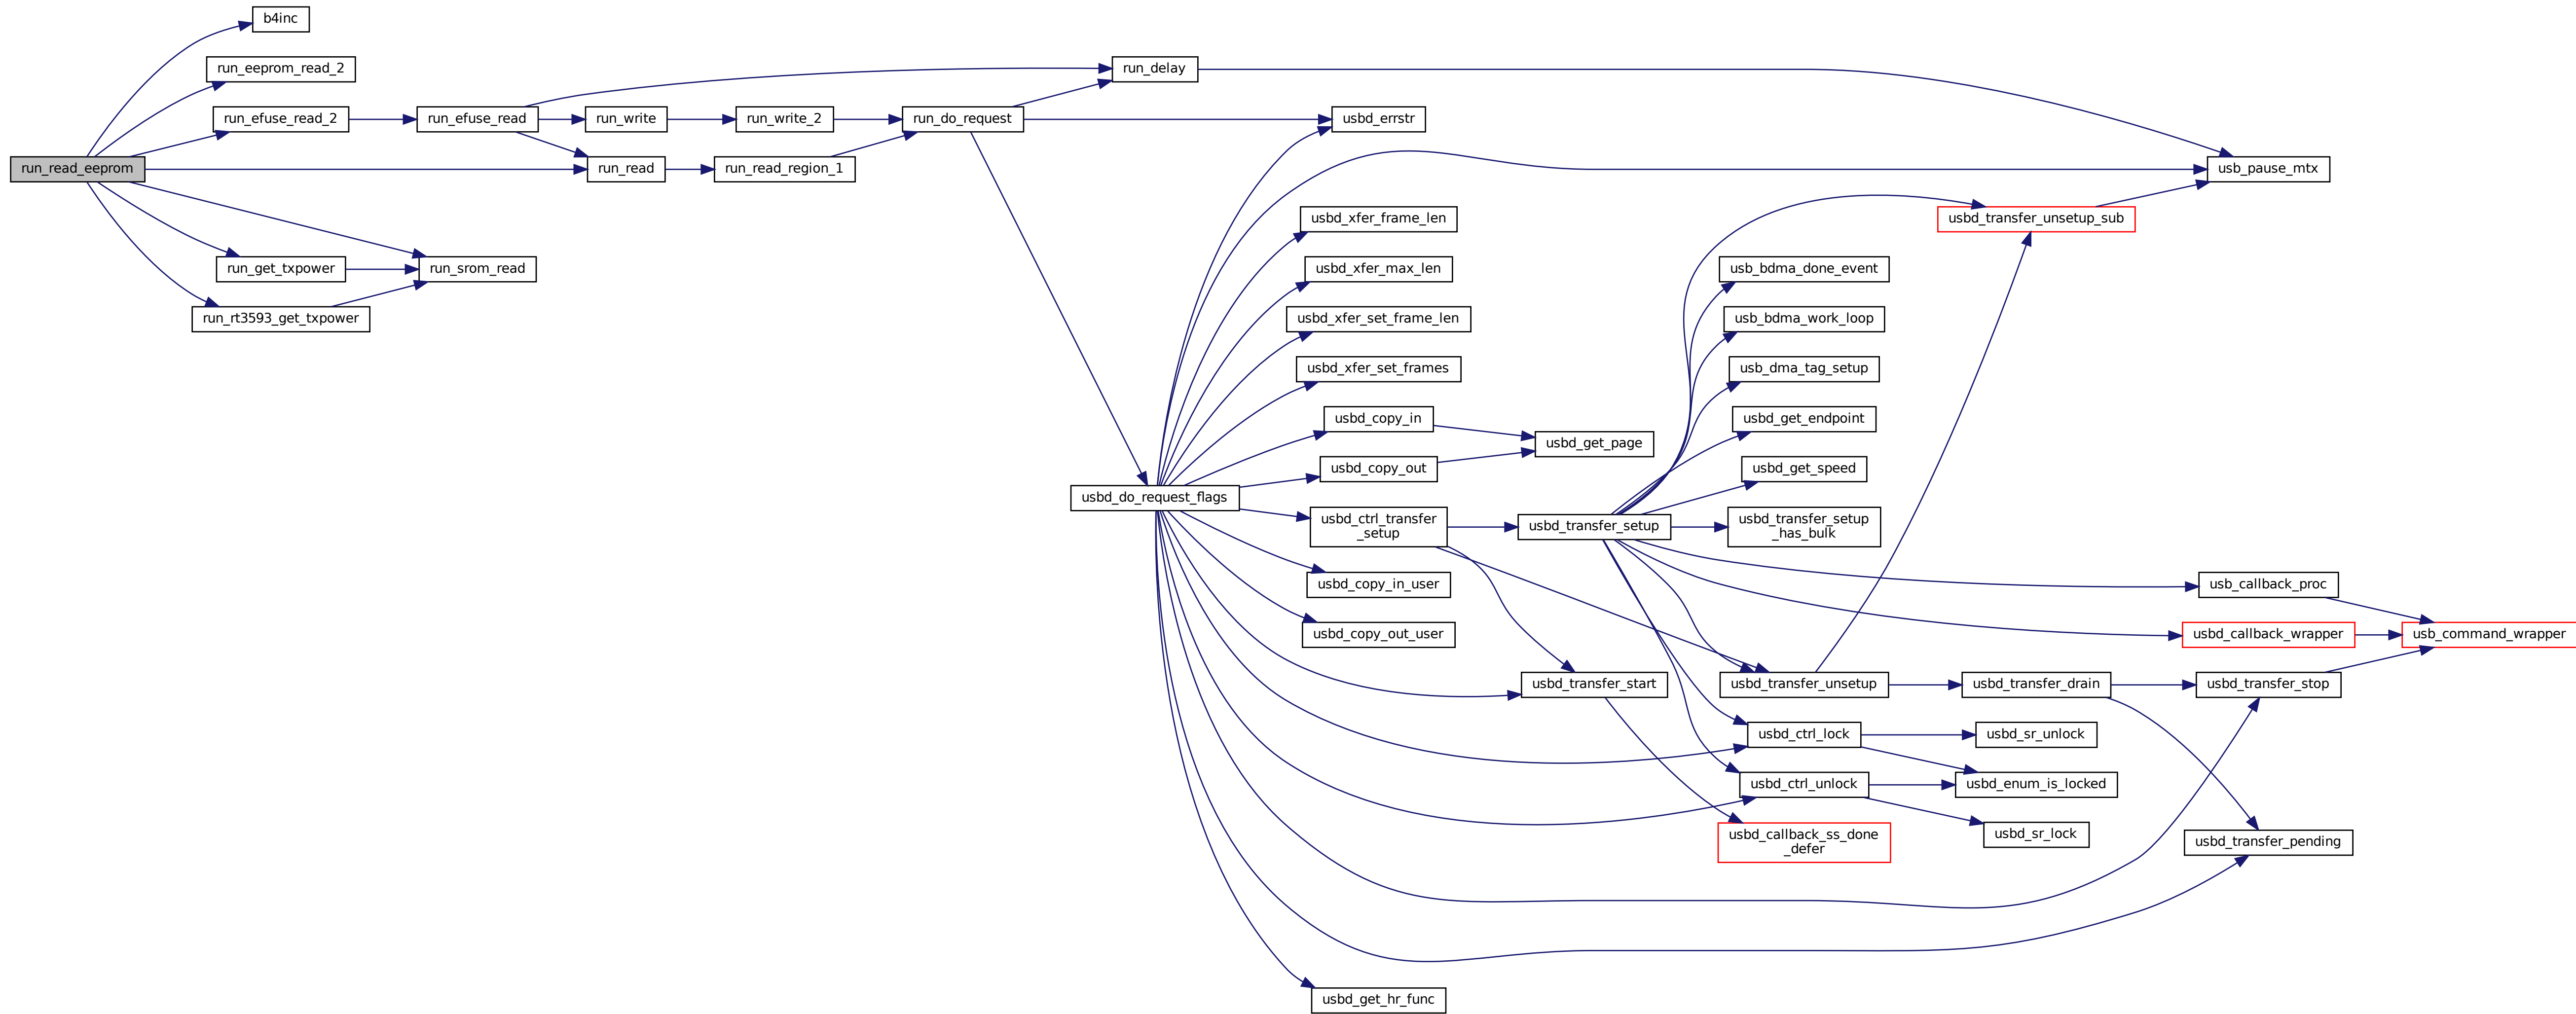 b4inc
run_eeprom_read_2
run_delay
run_efuse_read_2
run_efuse_read
run_write
run_write_2
run_do_request
usbd_errstr
run_read_eeprom
run_read
run_read_region_1
usb_pause_mtx
usbd_xfer_frame_len
usbd_transfer_unsetup_sub
run_get_txpower
run_srom_read
usbd_xfer_max_len
usb_bdma_done_event
run_rt3593_get_txpower
usbd_xfer_set_frame_len
usb_bdma_work_loop
usbd_xfer_set_frames
usb_dma_tag_setup
usbd_copy_in
usbd_get_endpoint
usbd_get_page
usbd_copy_out
usbd_get_speed
usbd_do_request_flags
usbd_ctrl_transfer
_setup
usbd_transfer_setup
usbd_transfer_setup
_has_bulk
usbd_copy_in_user
usb_callback_proc
usbd_copy_out_user
usbd_callback_wrapper
usb_command_wrapper
usbd_transfer_start
usbd_transfer_unsetup
usbd_transfer_drain
usbd_transfer_stop
usbd_ctrl_lock
usbd_sr_unlock
usbd_ctrl_unlock
usbd_enum_is_locked
usbd_callback_ss_done
_defer
usbd_sr_lock
usbd_transfer_pending
usbd_get_hr_func